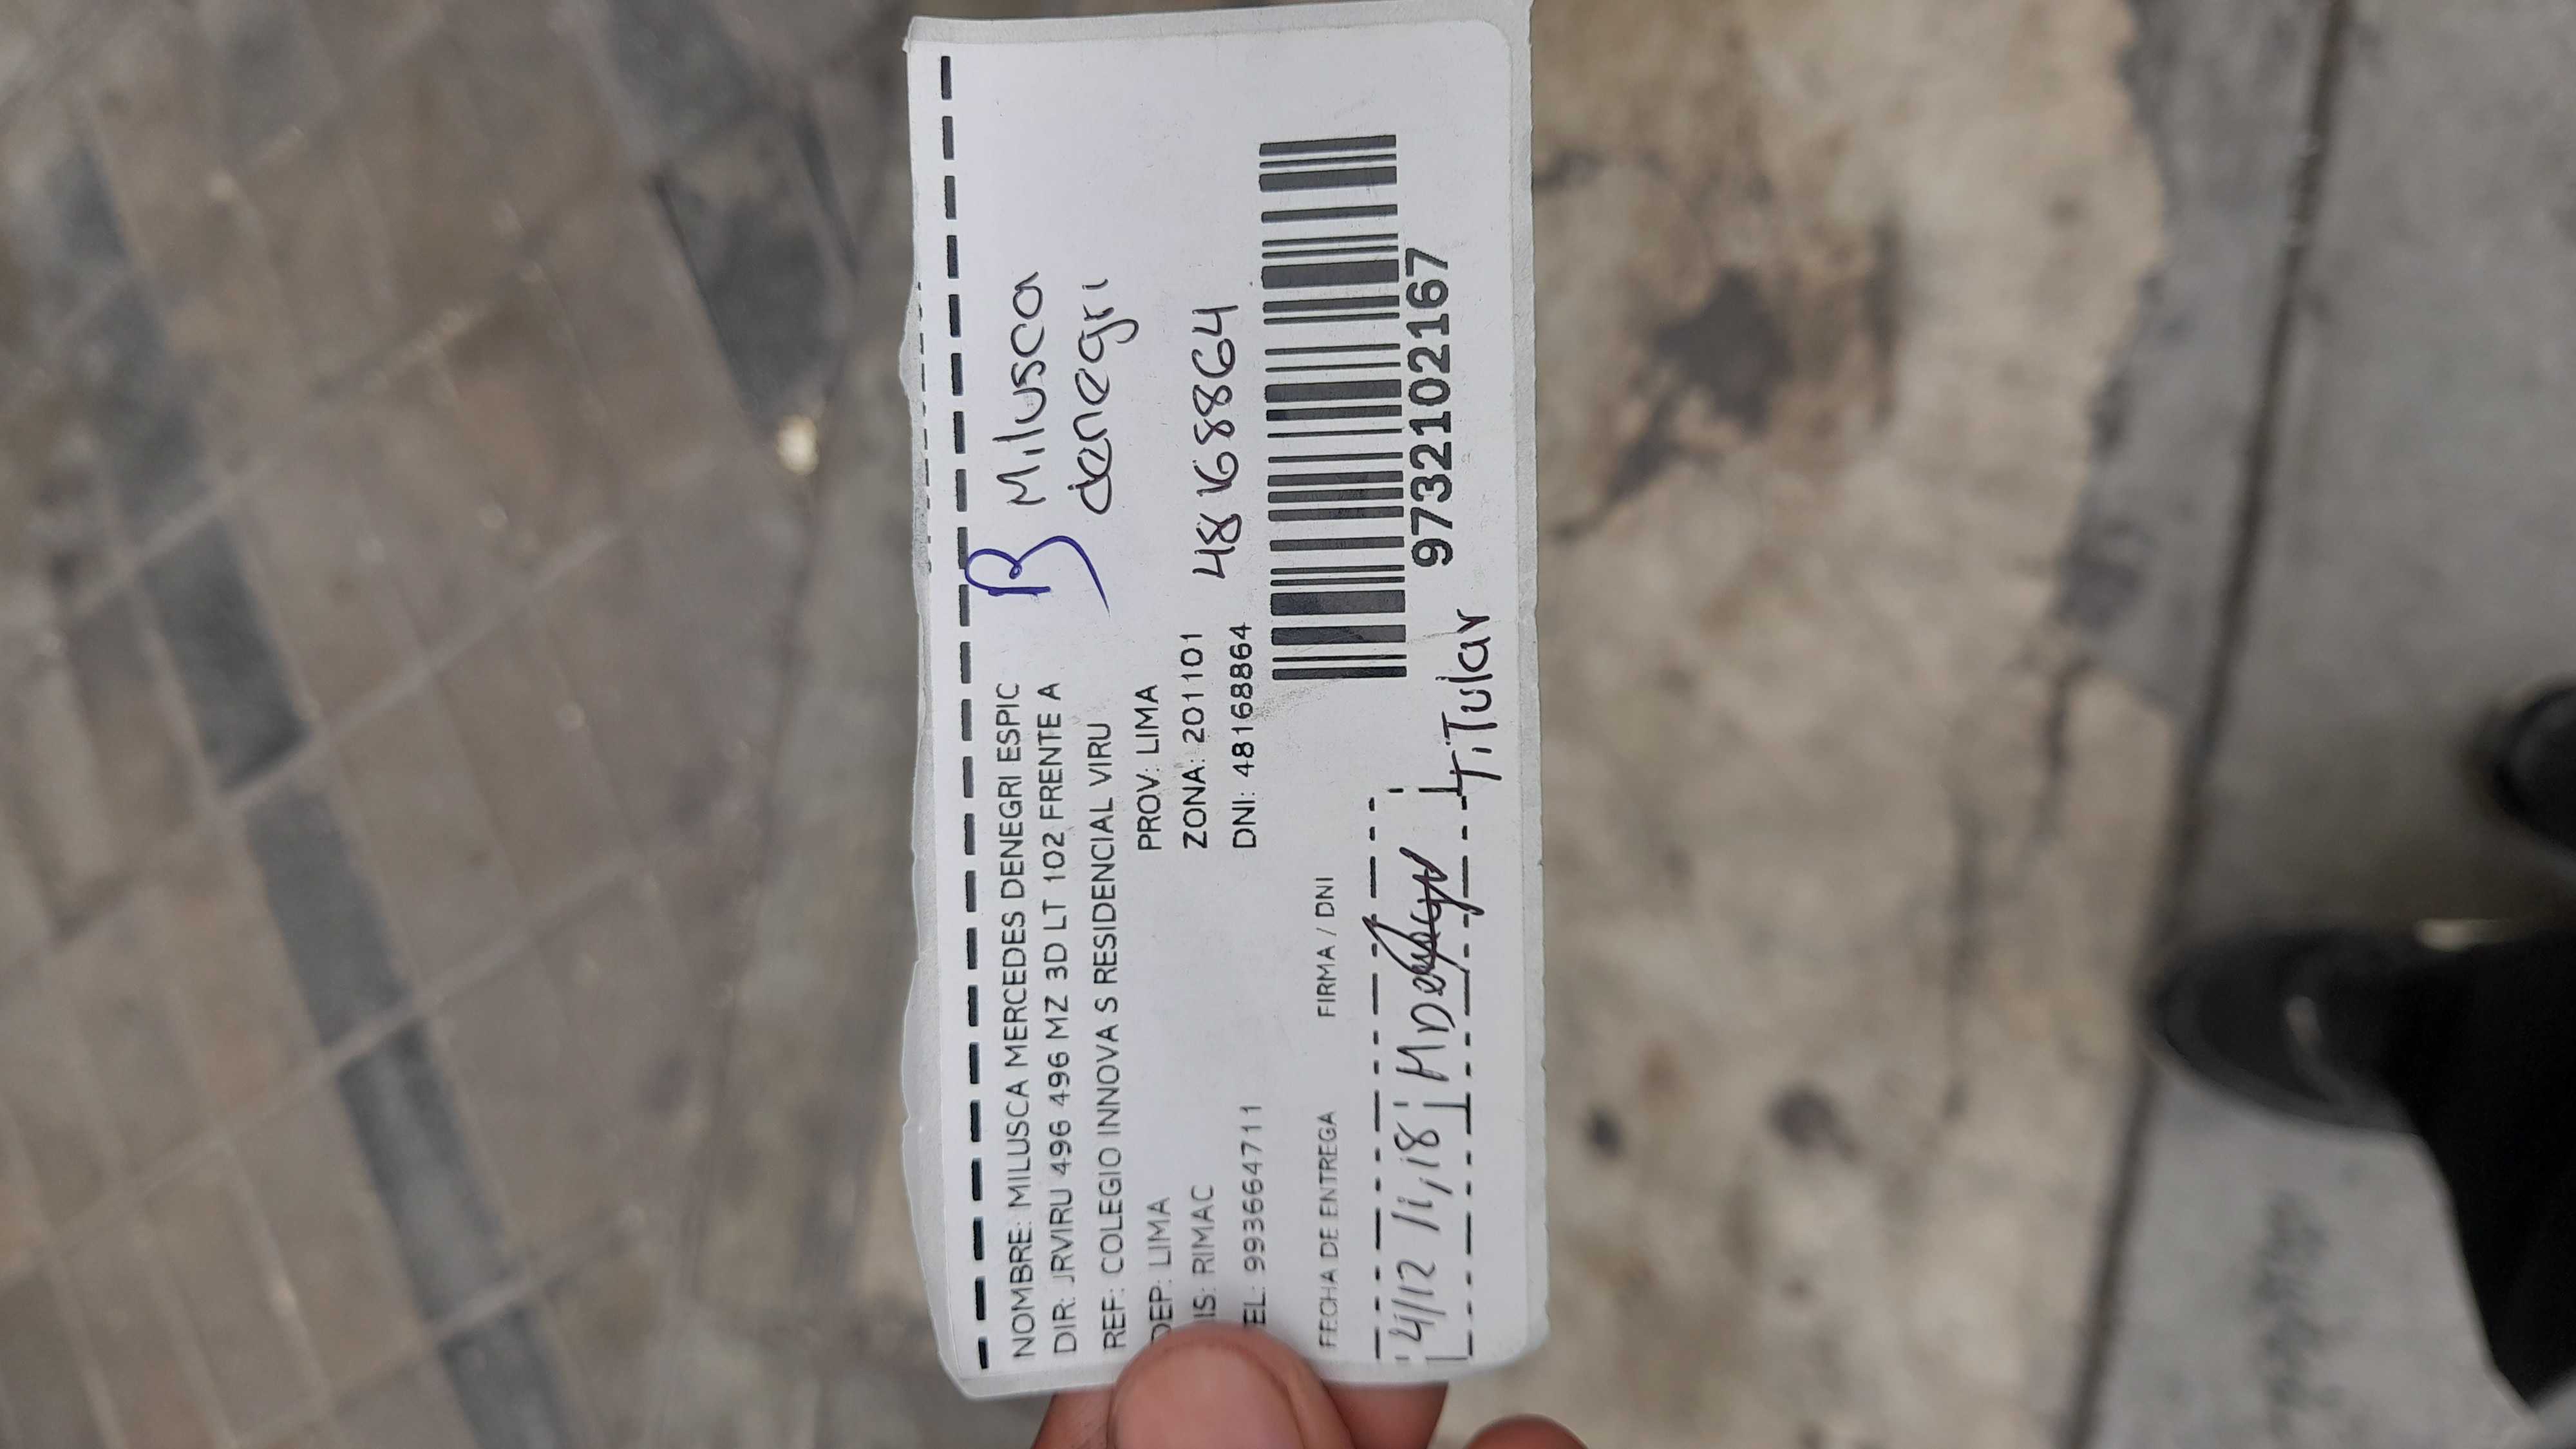 NOMBRE: MILUSCA MERCEDES DENEGRI ESPIC
DIR: JRVIRU 496 496 MZ 3D LT 102 FRENTE A
REF: COLEGIO INNOVA S RESIDENCIAL VIRU
DEP: LIMA PROV: LIMA
IS: RIMAC ZONA: 2011101
EL: 993664711 DNI: 48168864
Milusca
denegri
48168864
FECHA DE ENTREGA FIRMA / DNI
4/12 11,18
Titular
9732102167